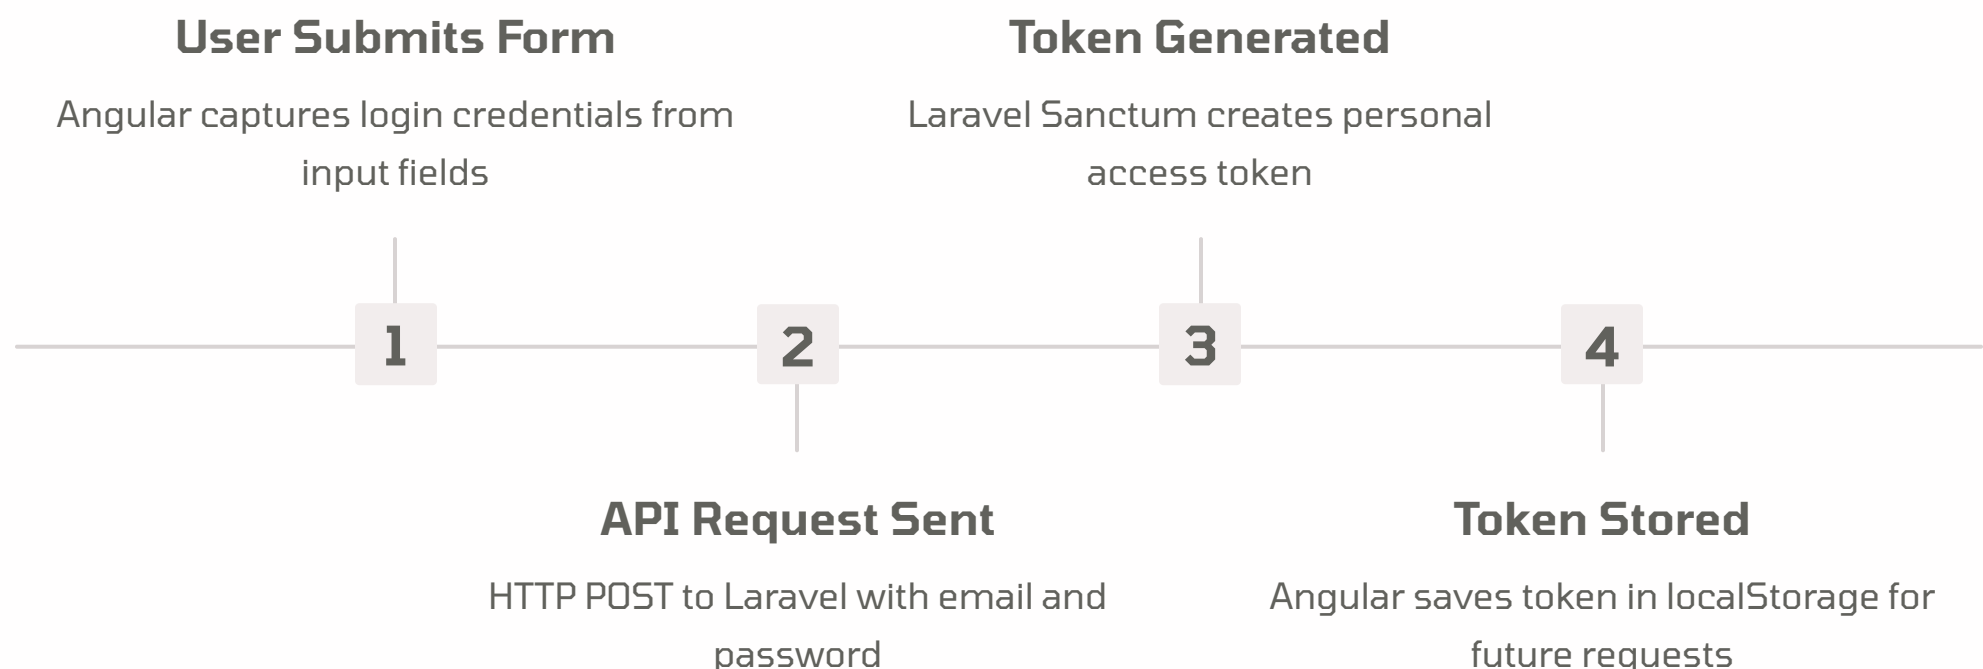 User Submits Form
Angular captures login credentials from
input fields
Token Generated
Laravel Sanctum creates personal
access token
1
2
3
4
API Request Sent
HTTP POST to Laravel with email and
password
Token Stored
Angular saves token in localStorage for
future requests